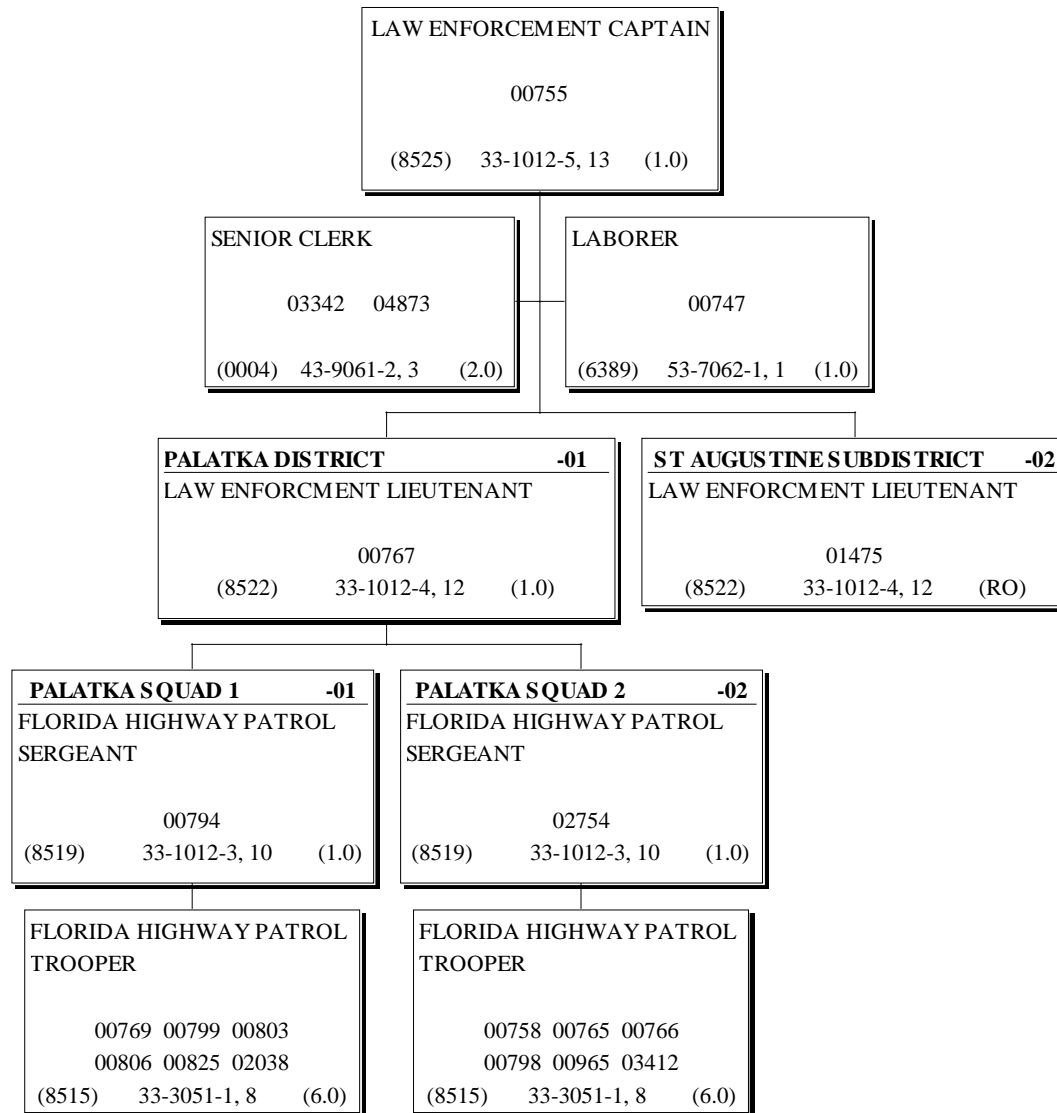 LAW ENFORCEMENT CAPTAIN
00755
(8525) 33-1012-5, 13 (1.0)
SENIOR CLERK
03342 04873
(0004) 43-9061-2, 3 (2.0)
LABORER
00747
(6389) 53-7062-1, 1 (1.0)
PALATKA DISTRICT -01
LAW ENFORCMENT LIEUTENANT
00767
(8522) 33-1012-4, 12 (1.0)
ST AUGUSTINE SUBDISTRICT -02
LAW ENFORCMENT LIEUTENANT
01475
(8522) 33-1012-4, 12 (RO)
PALATKA SQUAD 1 -01
FLORIDA HIGHWAY PATROL
SERGEANT
00794
(8519) 33-1012-3, 10 (1.0)
PALATKA SQUAD 2 -02
FLORIDA HIGHWAY PATROL
SERGEANT
02754
(8519) 33-1012-3, 10 (1.0)
FLORIDA HIGHWAY PATROL
TROOPER
00769 00799 00803
00806 00825 02038
(8515) 33-3051-1, 8 (6.0)
FLORIDA HIGHWAY PATROL
TROOPER
00758 00765 00766
00798 00965 03412
(8515) 33-3051-1, 8 (6.0)